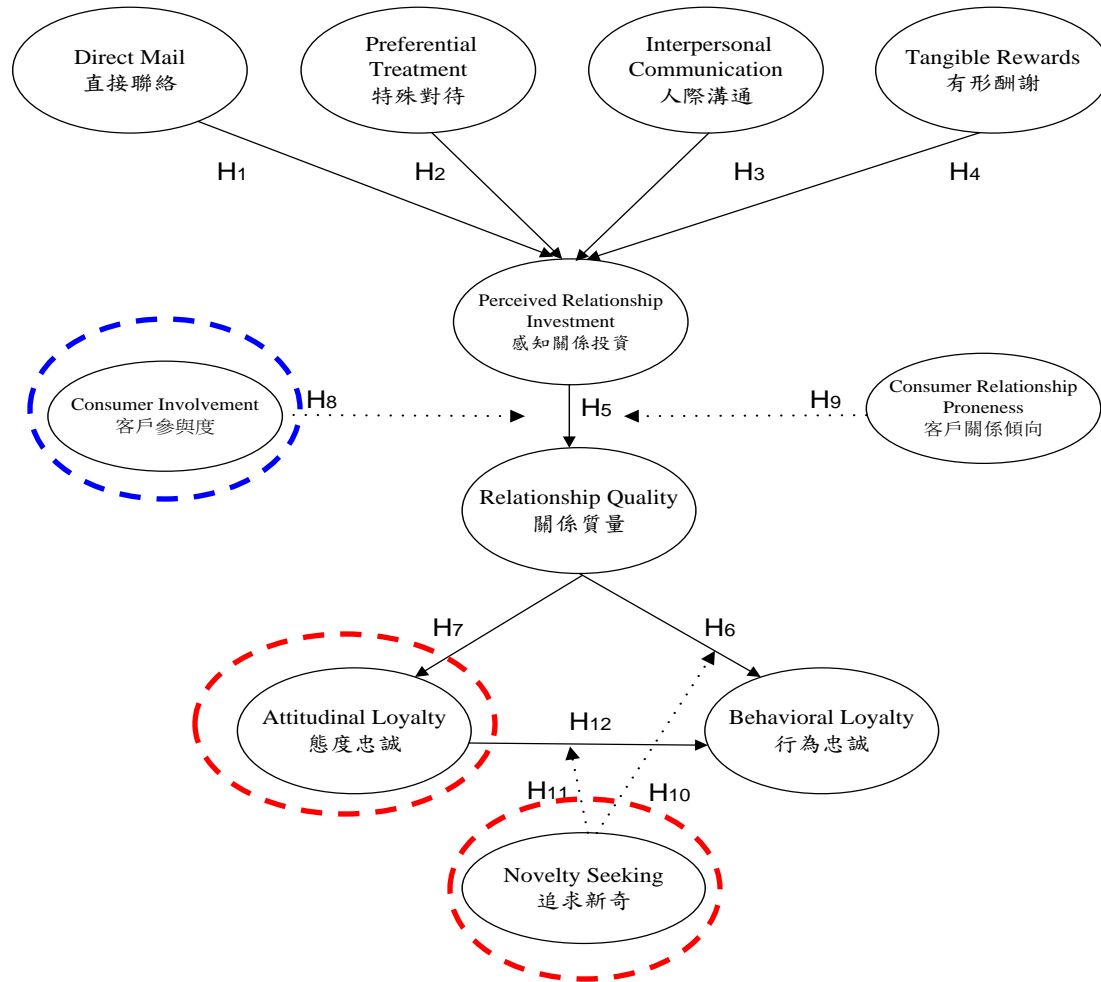 Direct Mail
直接聯絡
Preferential
Treatment
特殊對待
Interpersonal
Communication
人際溝通
Tangible Rewards
有形酬謝
H1
H2
H3
H4
Perceived Relationship
Investment
感知關係投資
Consumer Involvement
客戶參與度
H8
H5
H9
Consumer Relationship
Proneness
客戶關係傾向
Relationship Quality
關係質量
H7
H6
Attitudinal Loyalty
態度忠誠
H12
Behavioral Loyalty
行為忠誠
H11
H10
Novelty Seeking
追求新奇